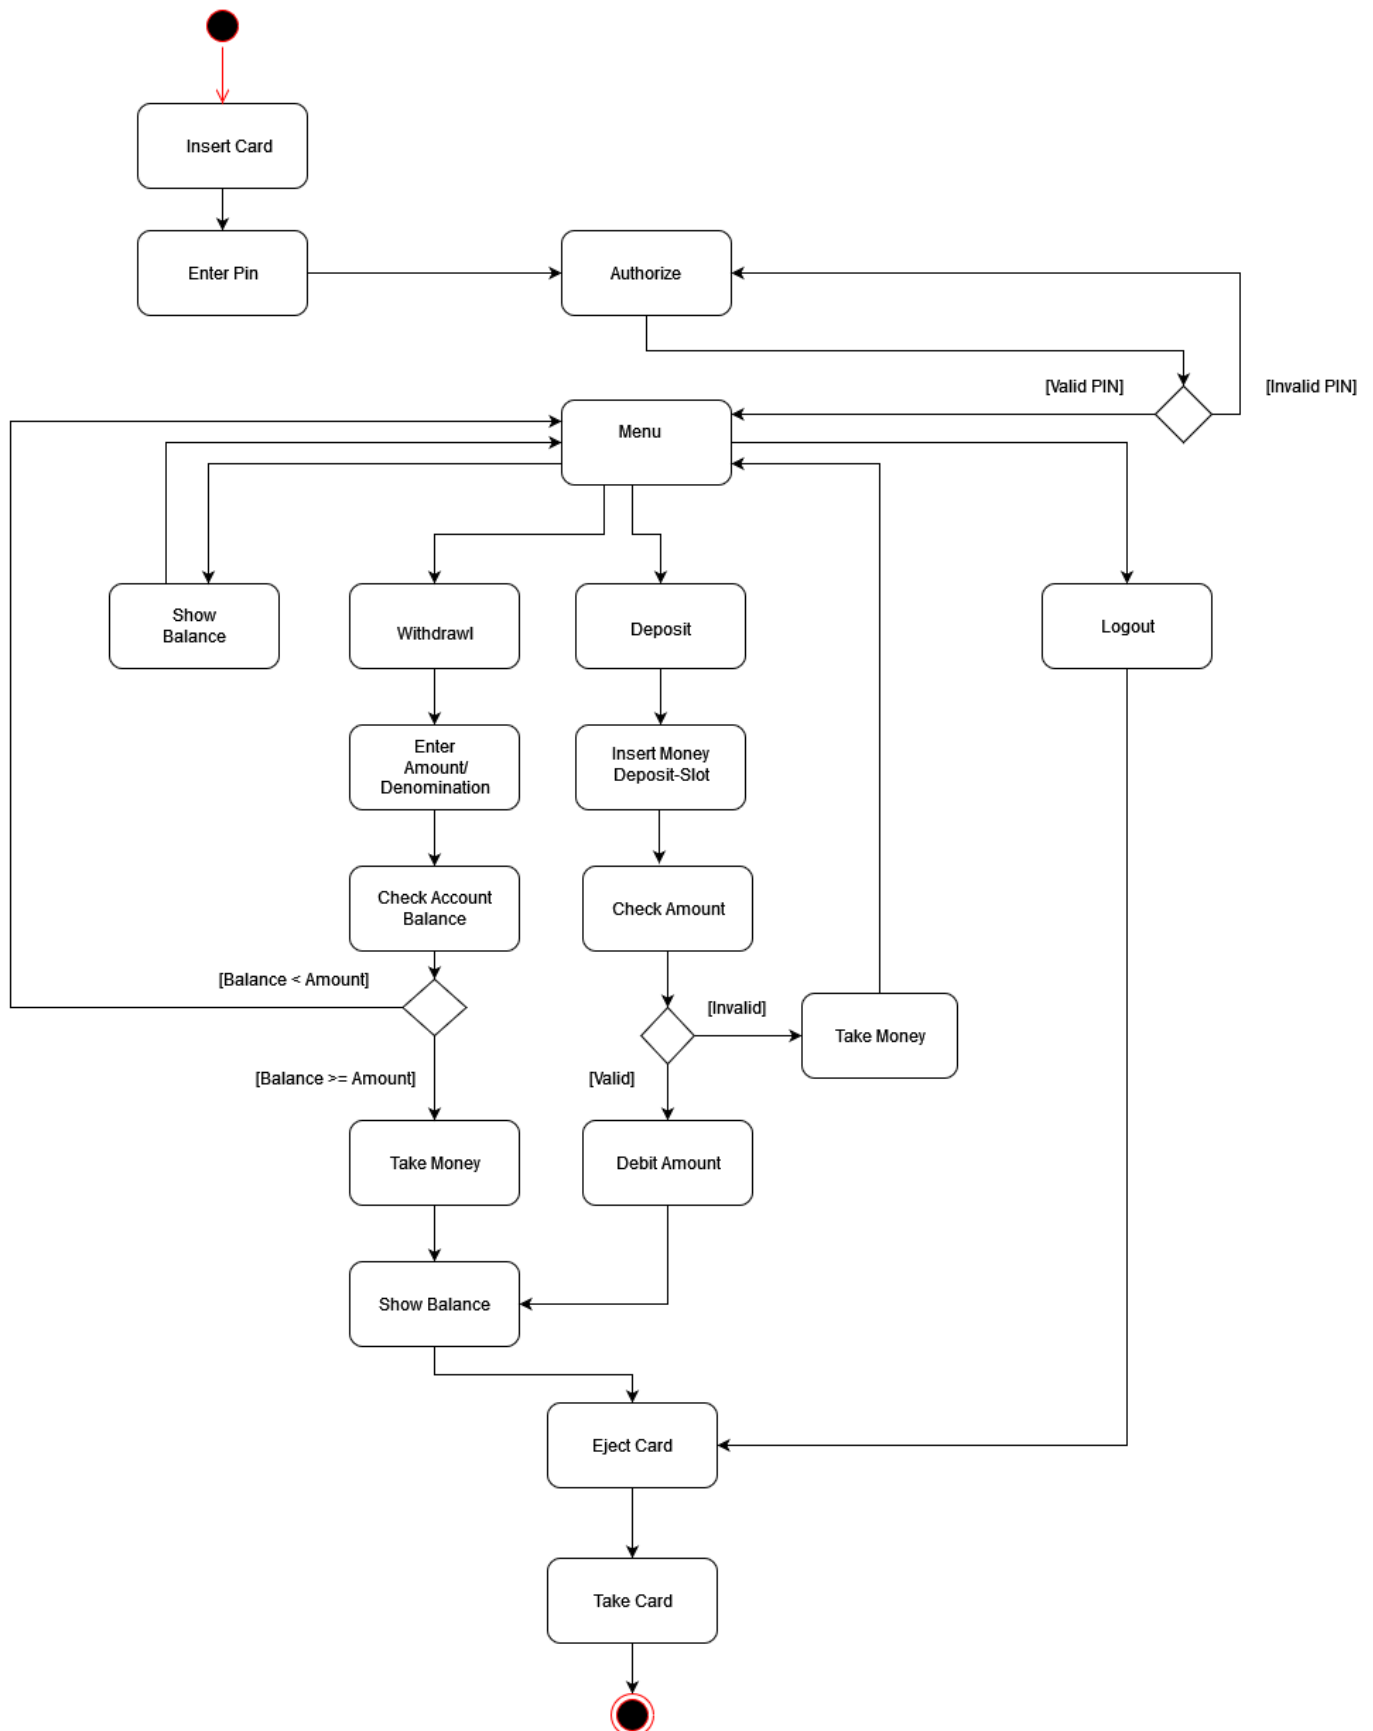 Insert Card
Enter Pin
Authorize
[Valid PIN]
[Invalid PIN]
Menu
Show
Balance
Withdrawl
Deposit
Logout
Enter
Amount/
Denomination
Insert Money
Deposit-Slot
Check Account
Balance
Check Amount
[Balance < Amount]
[Invalid]
Take Money
[Balance >= Amount]
[Valid]
Take Money
Debit Amount
Show Balance
Eject Card
Take Card